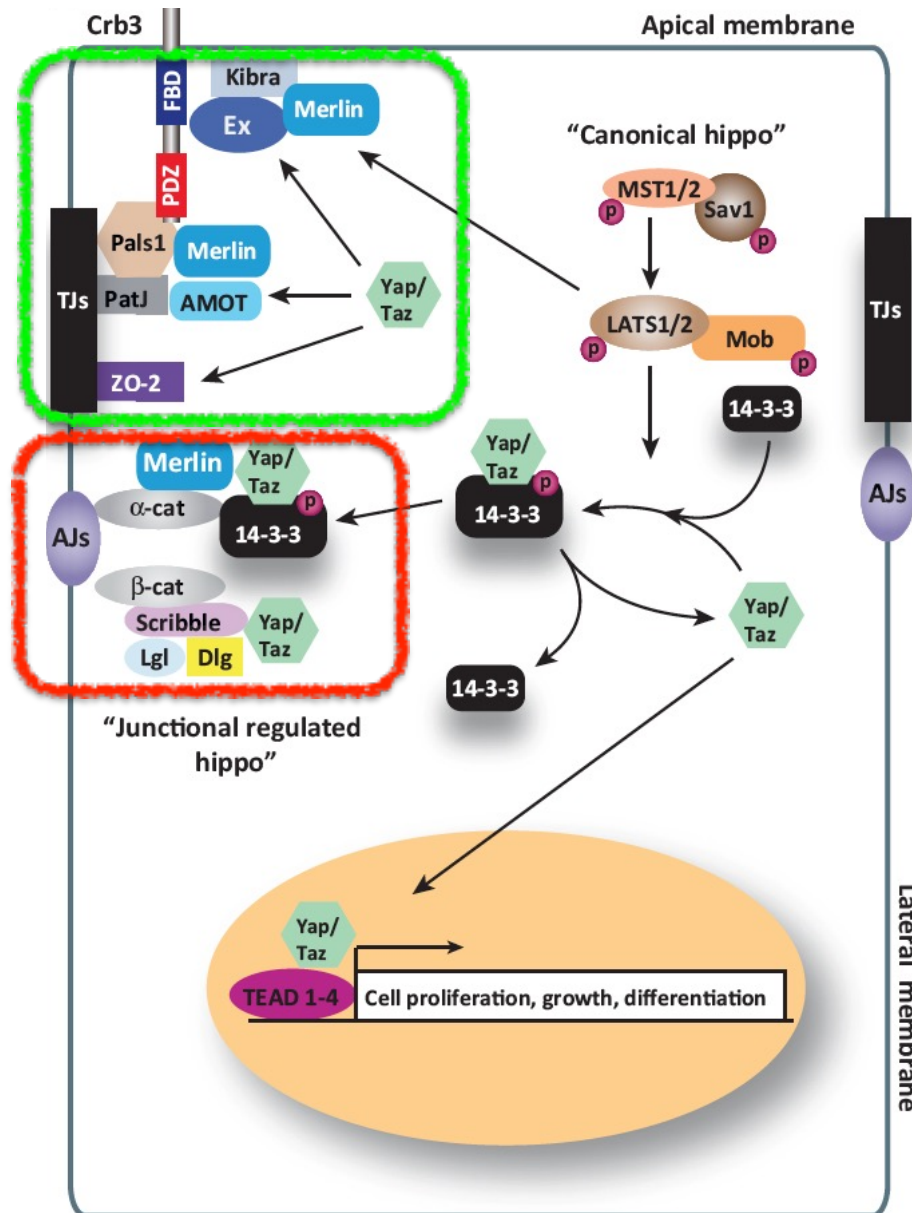 Crb3
Apical membrane
FBD
Kibra
Merlin
Ex
"Canonical hippo"
PDZ
MST1/2
Sav1
p
p
Pals1
Merlin
TJs
PatJ
AMOT
Yap/
Taz
LATS1/2
Mob
p
p
TJs
ZO-2
14-3-3
Merlin
Yap/
Taz
p
α-cat
14-3-3
Yap/
Taz
p
14-3-3
AJs
AJs
β-cat
Scribble
Yap/
Taz
Lgl
Dlg
Yap/
Taz
14-3-3
"Junctional regulated
hippo"
Lateral membrane
Yap/
Taz
TEAD 1-4
Cell proliferation, growth, differentiation